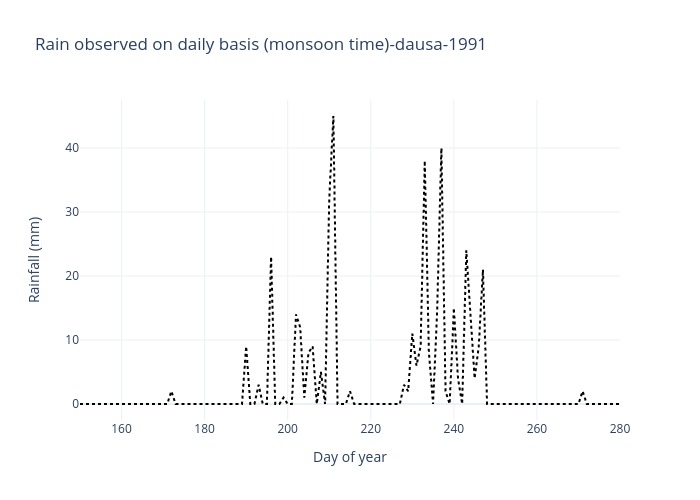 Rain observed on daily basis (monsoon time)-dausa-1991
Rainfall (mm)
40
30
20
10
0
160 180 200 220 240 260 280
Day of year